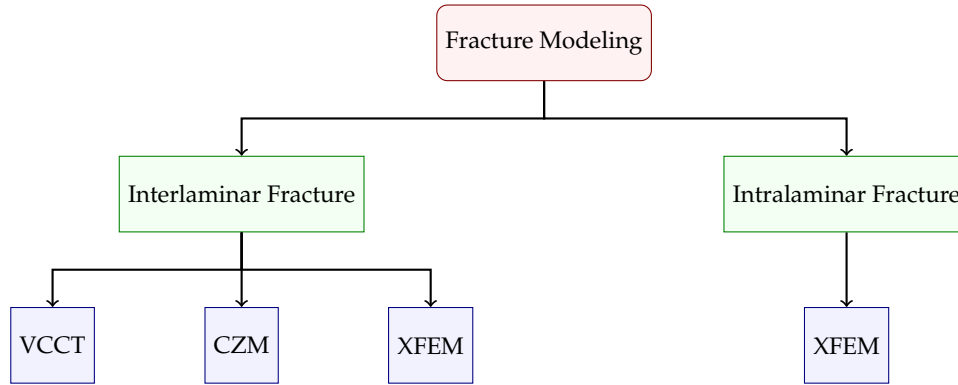 Fracture Modeling
Interlaminar Fracture
Intralaminar Fracture
VCCT
CZM
XFEM
XFEM